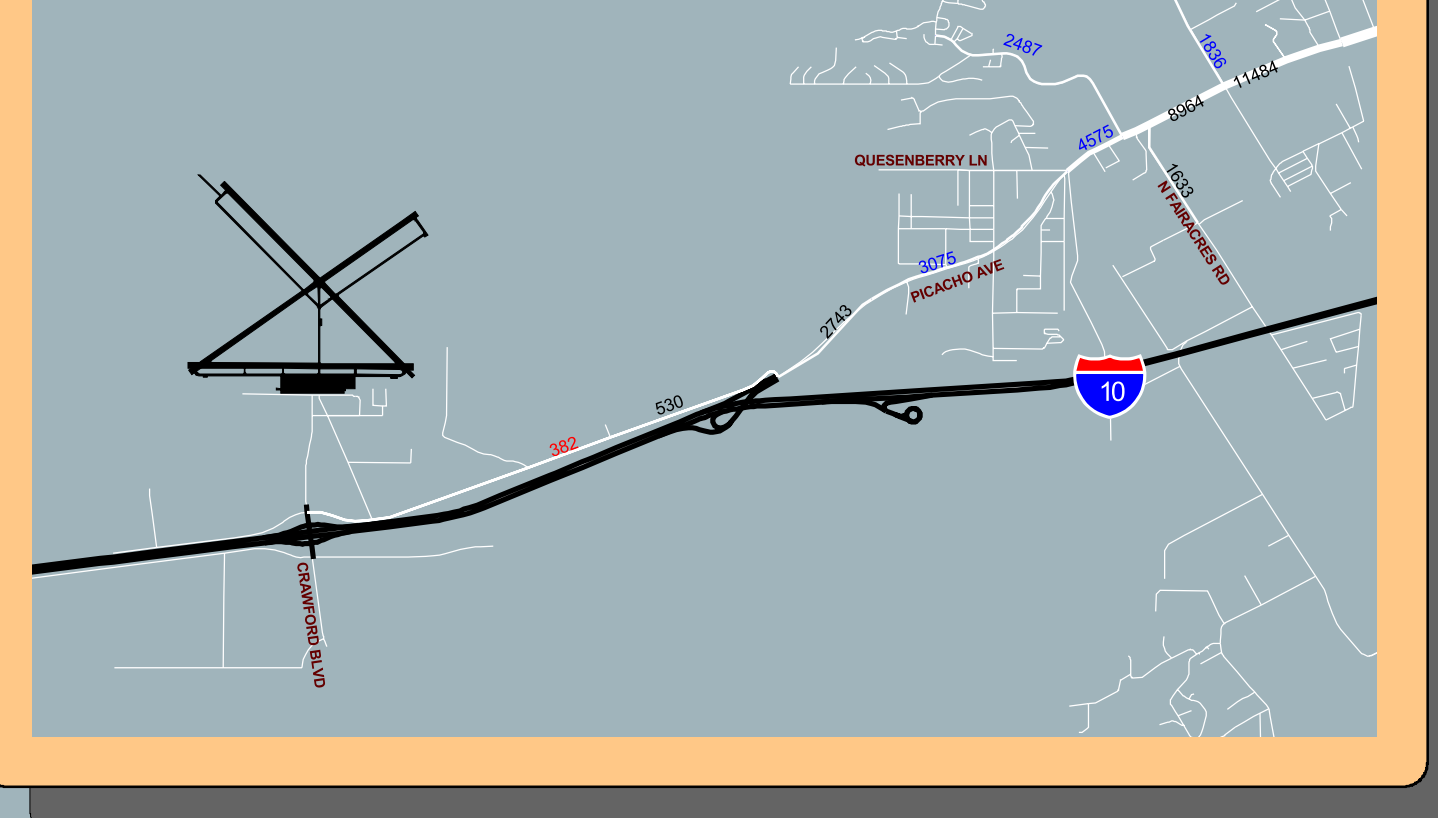 2487
1836
11484
8964
4575
QUESENBERRY LN
1633
N FAIRACRES RD
3075
PICACHO AVE
2743
10
530
382
CRAWFORD BLVD